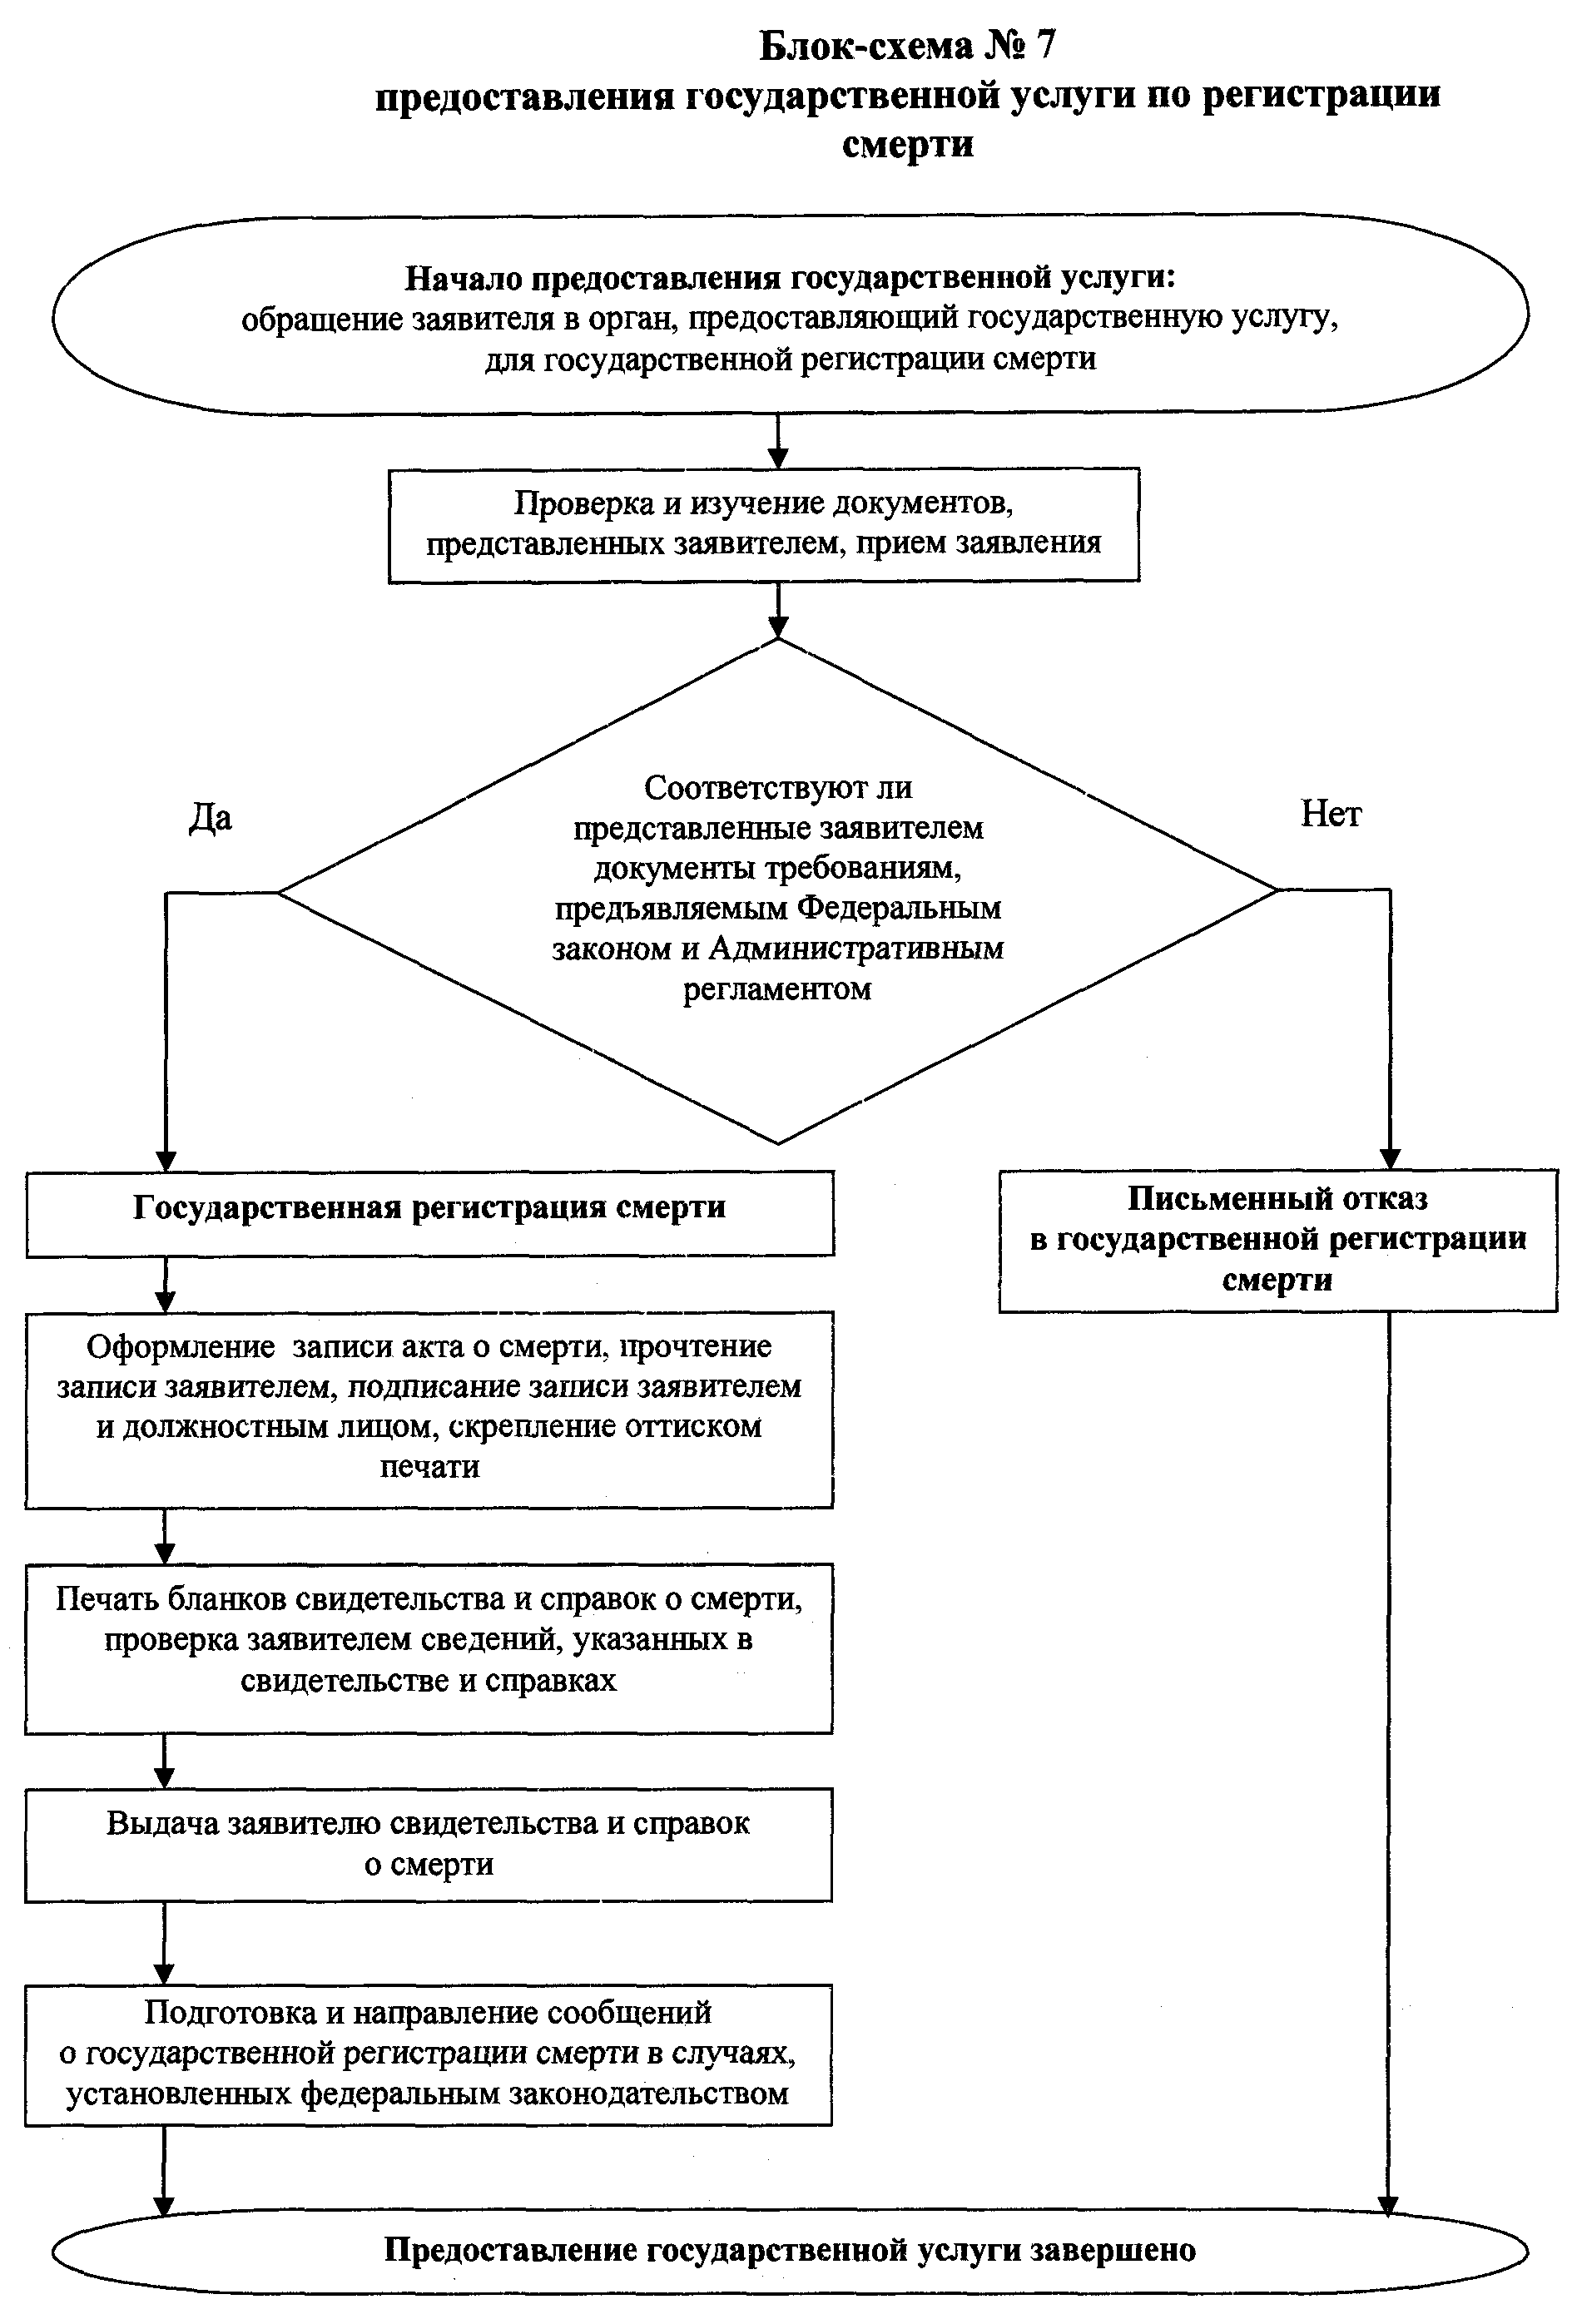 Блок-схема № 7
предоставления государственной услуги по регистрации
смерти
Начало предоставления государственной услуги:
обращение заявителя в орган, предоставляющий государственную услугу,
для государственной регистрации смерти
Проверка и изучение документов,
представленных заявителем, прием заявления
Соответствуют ли
представленные заявителем
документы требованиям,
предъявляемым Федеральным
законом и Административным
регламентом
Да
Нет
Государственная регистрация смерти
Письменный отказ
в государственной регистрации
смерти
Оформление записи акта о смерти, прочтение
записи заявителем, подписание записи заявителем
и должностным лицом, скрепление оттиском
печати
Печать бланков свидетельства и справок о смерти,
проверка заявителем сведений, указанных в
свидетельстве и справках
Выдача заявителю свидетельства и справок
о смерти
Подготовка и направление сообщений
о государственной регистрации смерти в случаях,
установленных федеральным законодательством
Предоставление государственной услуги завершено